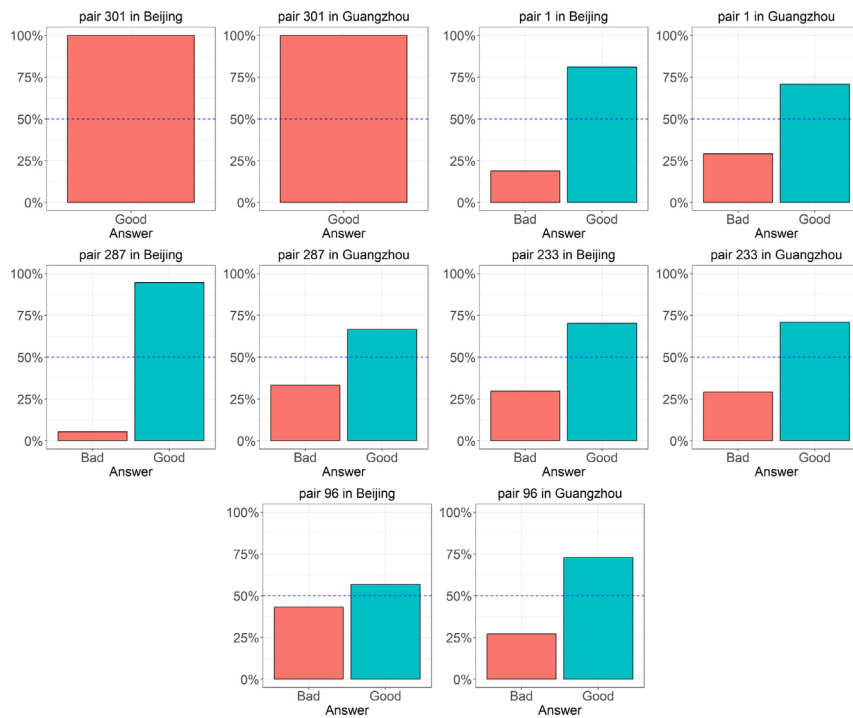 pair 301 in Beijing
100%
75%
50%
25%
0%
Good
Answer
pair 301 in Guangzhou
100%
75%
50%
25%
0%
Good
Answer
pair 1 in Beijing
100%
75%
50%
25%
0%
Bad Good
Answer
pair 1 in Guangzhou
100%
75%
50%
25%
0%
Bad Good
Answer
pair 287 in Beijing
100%
75%
50%
25%
0%
Bad Good
Answer
pair 287 in Guangzhou
100%
75%
50%
25%
0%
Bad Good
Answer
pair 233 in Beijing
100%
75%
50%
25%
0%
Bad Good
Answer
pair 233 in Guangzhou
100%
75%
50%
25%
0%
Bad Good
Answer
pair 96 in Beijing
100%
75%
50%
25%
0%
Bad Good
Answer
pair 96 in Guangzhou
100%
75%
50%
25%
0%
Bad Good
Answer